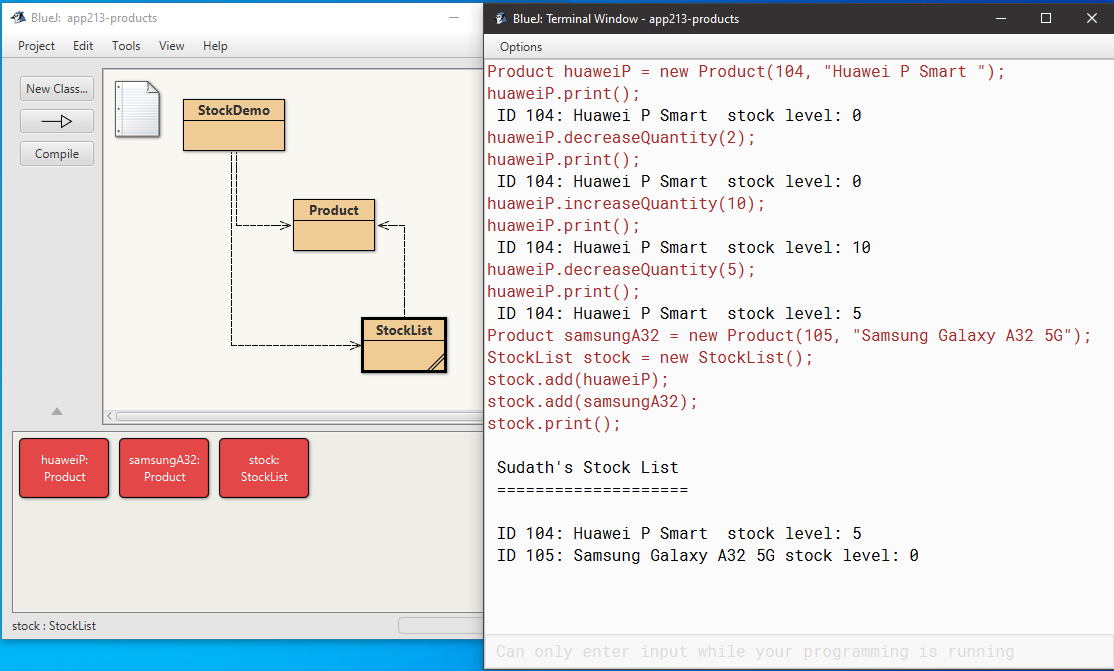 BlueJ: app213-products
Project Edit Tools View Help
New Class...
Compile
StockDemo
Product
StockList
huaweiP:
Product
samsungA32:
Product
stock:
StockList
stock : StockList
BlueJ: Terminal Window - app213-products
Options
Product huaweiP = new Product(104, "Huawei P Smart ");
huaweiP.print();
ID 104: Huawei P Smart  stock level: 0
huaweiP.decreaseQuantity(2);
huaweiP.print();
ID 104: Huawei P Smart  stock level: 0
huaweiP.increaseQuantity(10);
huaweiP.print();
ID 104: Huawei P Smart  stock level: 10
huaweiP.decreaseQuantity(5);
huaweiP.print();
ID 104: Huawei P Smart  stock level: 5
Product samsungA32 = new Product(105, "Samsung Galaxy A32 5G");
StockList stock = new StockList();
stock.add(huaweiP);
stock.add(samsungA32);
stock.print();
Sudath's Stock List
====================
ID 104: Huawei P Smart  stock level: 5
ID 105: Samsung Galaxy A32 5G stock level: 0
Can only enter input while your programming is running